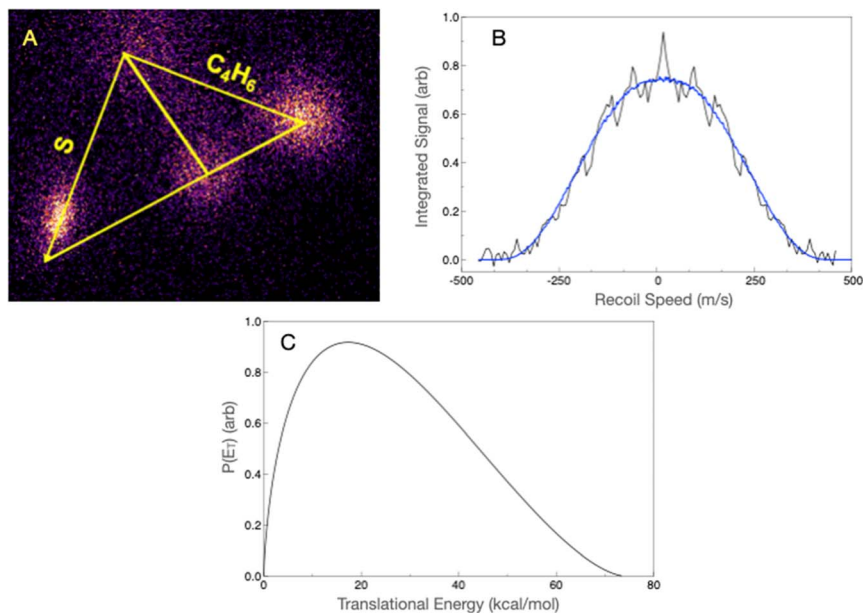 A
C₄H₆
S
B
Integrated Signal (arb)
1.0
0.8
0.6
0.4
0.2
0.0
-500
-250
0
250
500
Recoil Speed (m/s)
C
P(Eᴛ) (arb)
1.0
0.8
0.6
0.4
0.2
0.0
0
20
40
60
80
Translational Energy (kcal/mol)